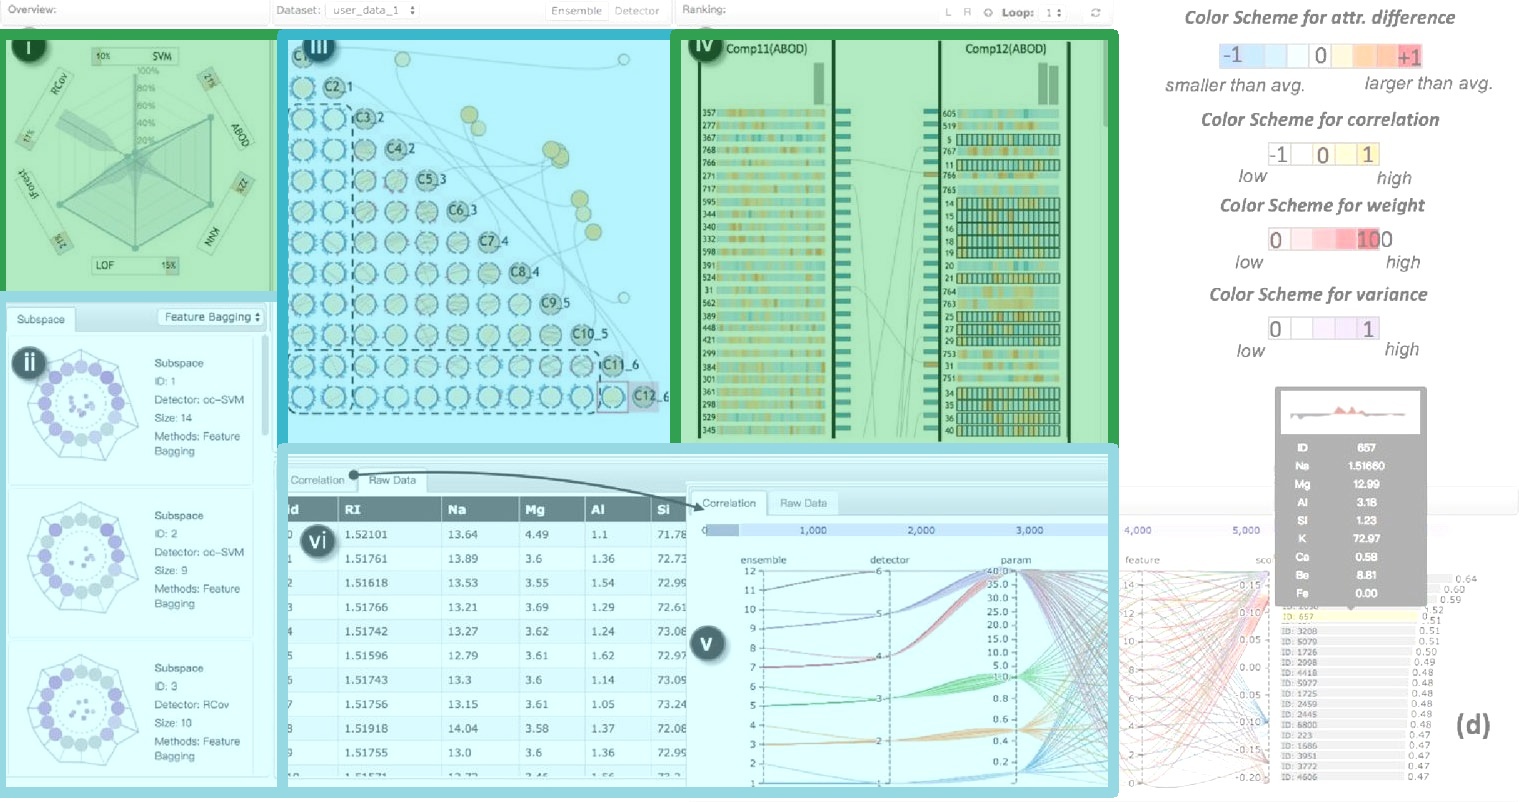 Overview:
Dataset: user_data_1
Ensemble
Detector
Ranking:
L R Loop: 1
i
10% SVM
RCov
21%
ABOD
100%
80%
60%
40%
20%
11%
iForest
22%
KNN
21%
LOF 15%
Subspace
Feature Bagging
ii
Subspace
ID: 1
Detector: oc-SVM
Size: 14
Methods: Feature
Bagging
Subspace
ID: 2
Detector: oc-SVM
Size: 9
Methods: Feature
Bagging
Subspace
ID: 3
Detector: RCov
Size: 10
Methods: Feature
Bagging
iii
C2_1
C3_2
C4_2
C5_3
C6_3
C7_4
C8_4
C9_5
C10_5
C11_6
C12_6
iv
Comp11(ABOD)
357
277
367
768
766
271
717
595
344
340
332
598
391
524
31
562
389
448
421
299
384
301
361
298
529
345
Comp12(ABOD)
605
519
5
767
11
766
765
14
15
16
18
19
20
21
764
763
25
27
29
753
31
751
34
35
36
40
Correlation
Raw Data
vi
id RI Na Mg Al Si
0 1.52101 13.64 4.49 1.1 71.78
1 1.51761 13.89 3.6 1.36 72.73
2 1.51618 13.53 3.55 1.54 72.99
3 1.51766 13.21 3.69 1.29 72.61
4 1.51742 13.27 3.62 1.24 73.08
5 1.51596 12.79 3.61 1.62 72.97
6 1.51743 13.3 3.6 1.14 73.09
7 1.51756 13.15 3.61 1.05 73.24
8 1.51918 14.04 3.58 1.37 72.08
9 1.51755 13.0 3.6 1.36 72.99
Correlation
Raw Data
0 1,000 2,000 3,000 4,000 5,000
v
ensemble detector param feature
12
11
10
9
8
7
6
5
4
3
2
1
6
5
4
3
2
1
40.0
35.0
30.0
25.0
20.0
15.0
10.0
5.0
1.0
0.8
0.6
0.4
0.2
14
12
10
8
6
4
2
0
0.15
0.10
0.05
0.00
-0.05
-0.10
-0.15
-0.20
Color Scheme for attr. difference
-1 0 +1
smaller than avg. larger than avg.
Color Scheme for correlation
-1 0 1
low high
Color Scheme for weight
0 100
low high
Color Scheme for variance
0 1
low high
ID 657
Na 1.51660
Mg 12.99
Al 3.18
Si 1.23
K 72.97
Ca 0.58
Be 8.81
Fe 0.00
0.64
0.60
0.59
ID: 657
ID: 3208 0.51
ID: 5079 0.51
ID: 1726 0.50
ID: 2998 0.49
ID: 4418 0.48
ID: 5977 0.48
ID: 1725 0.48
ID: 2459 0.48
ID: 2445 0.48
ID: 6800 0.48
ID: 223 0.47
ID: 1686 0.47
ID: 3951 0.47
ID: 3772 0.47
ID: 4606 0.47
(d)